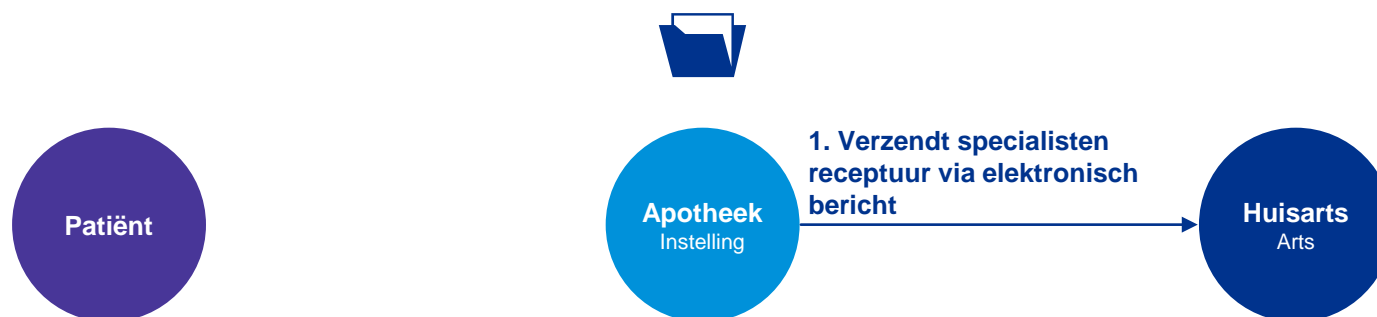 Patiënt
Apotheek
Instelling
1. Verzendt specialisten
receptuur via elektronisch
bericht
Huisarts
Arts